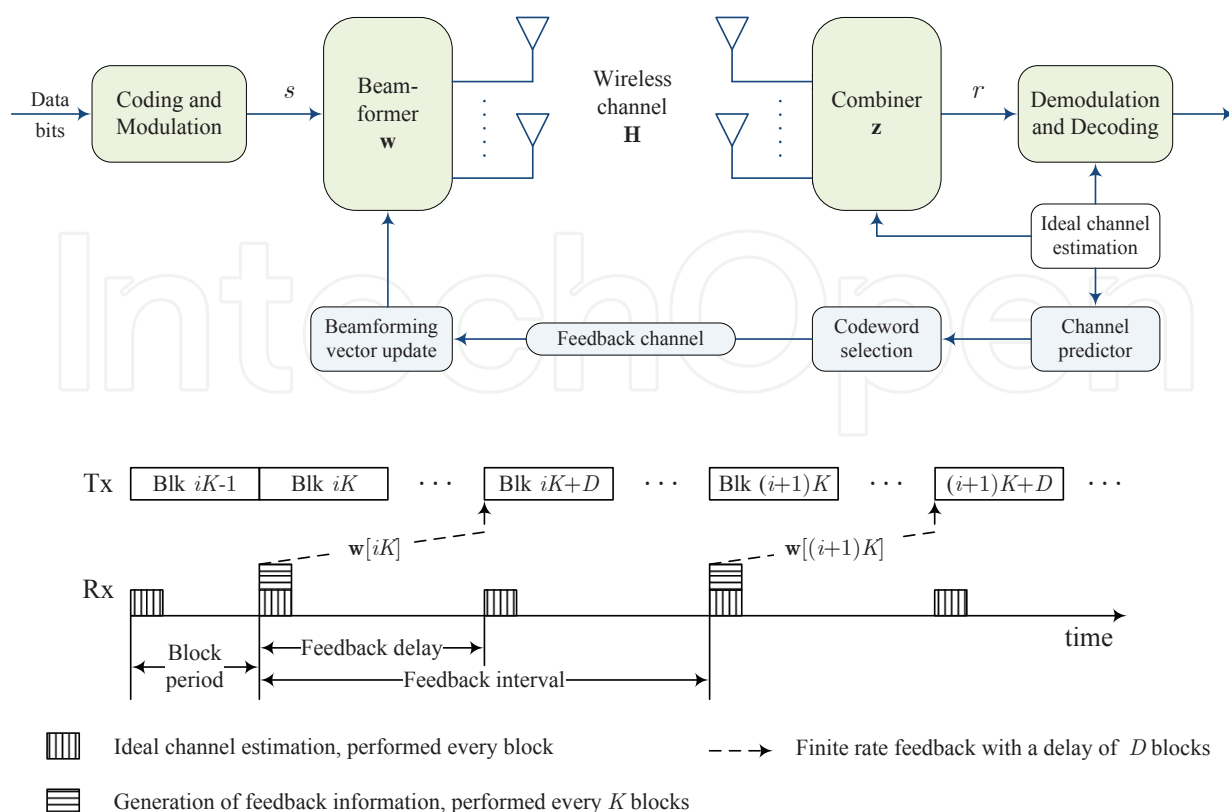 Data
bits
Coding and
Modulation
s
Beam-
former
w
Wireless
channel
H
Combiner
z
r
Demodulation
and Decoding
Ideal channel
estimation
Beamforming
vector update
Feedback channel
Codeword
selection
Channel
predictor
IntechOpen
Tx
Blk iK-1
Blk iK
· · ·
Blk iK+D
· · ·
Blk (i+1)K
· · ·
(i+1)K+D
· · ·
w[iK]
w[(i+1)K]
Rx
time
Block
period
Feedback delay
Feedback interval
Ideal channel estimation, performed every block
Finite rate feedback with a delay of D blocks
Generation of feedback information, performed every K blocks